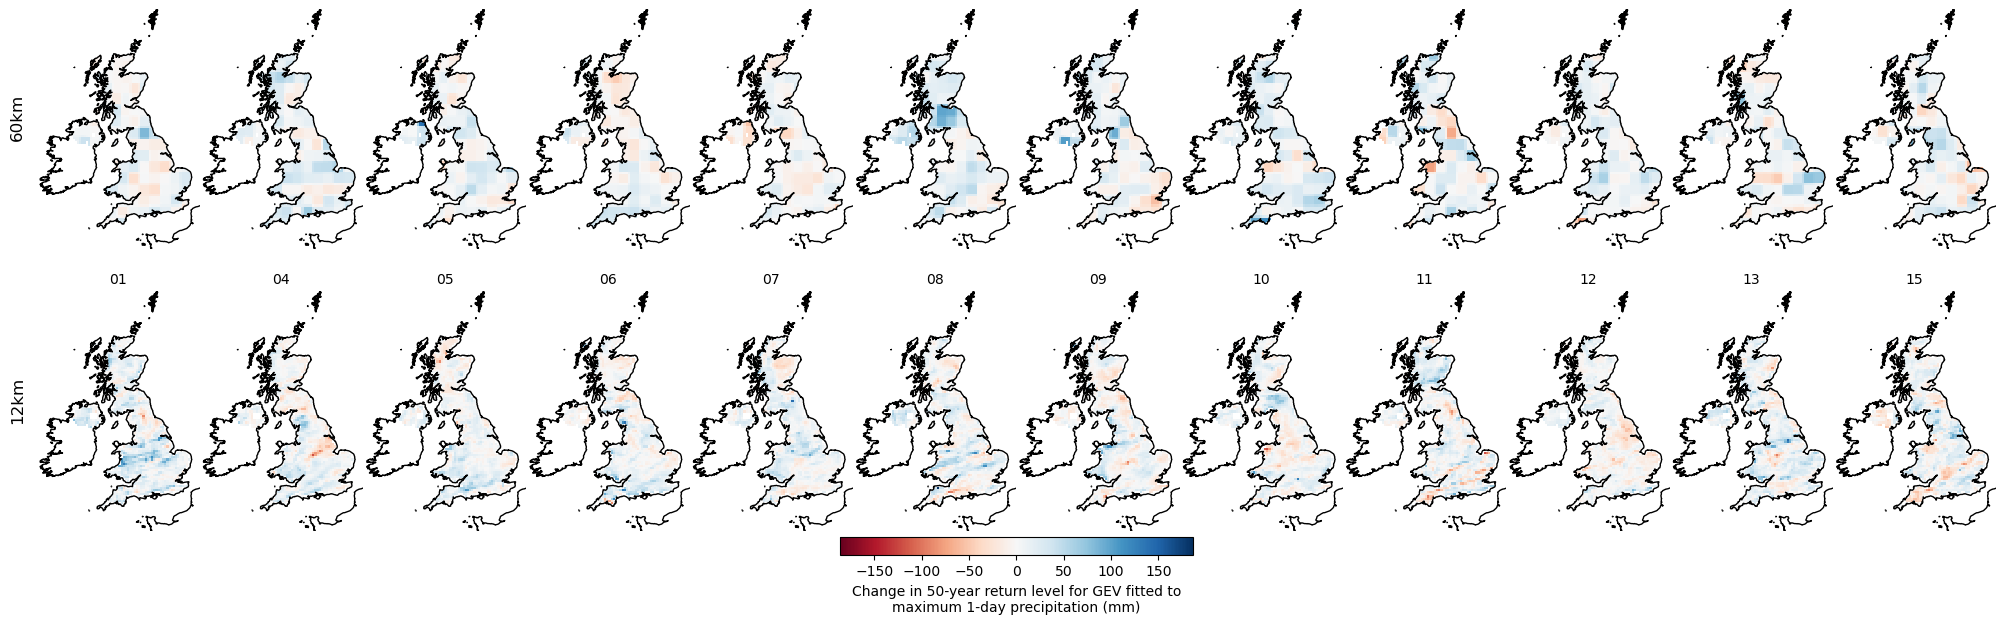 60km
01 04 05 06 07 08 09 10 11 12 13 15
12km
−150 −100 −50 0 50 100 150
Change in 50-year return level for GEV fitted to
maximum 1-day precipitation (mm)